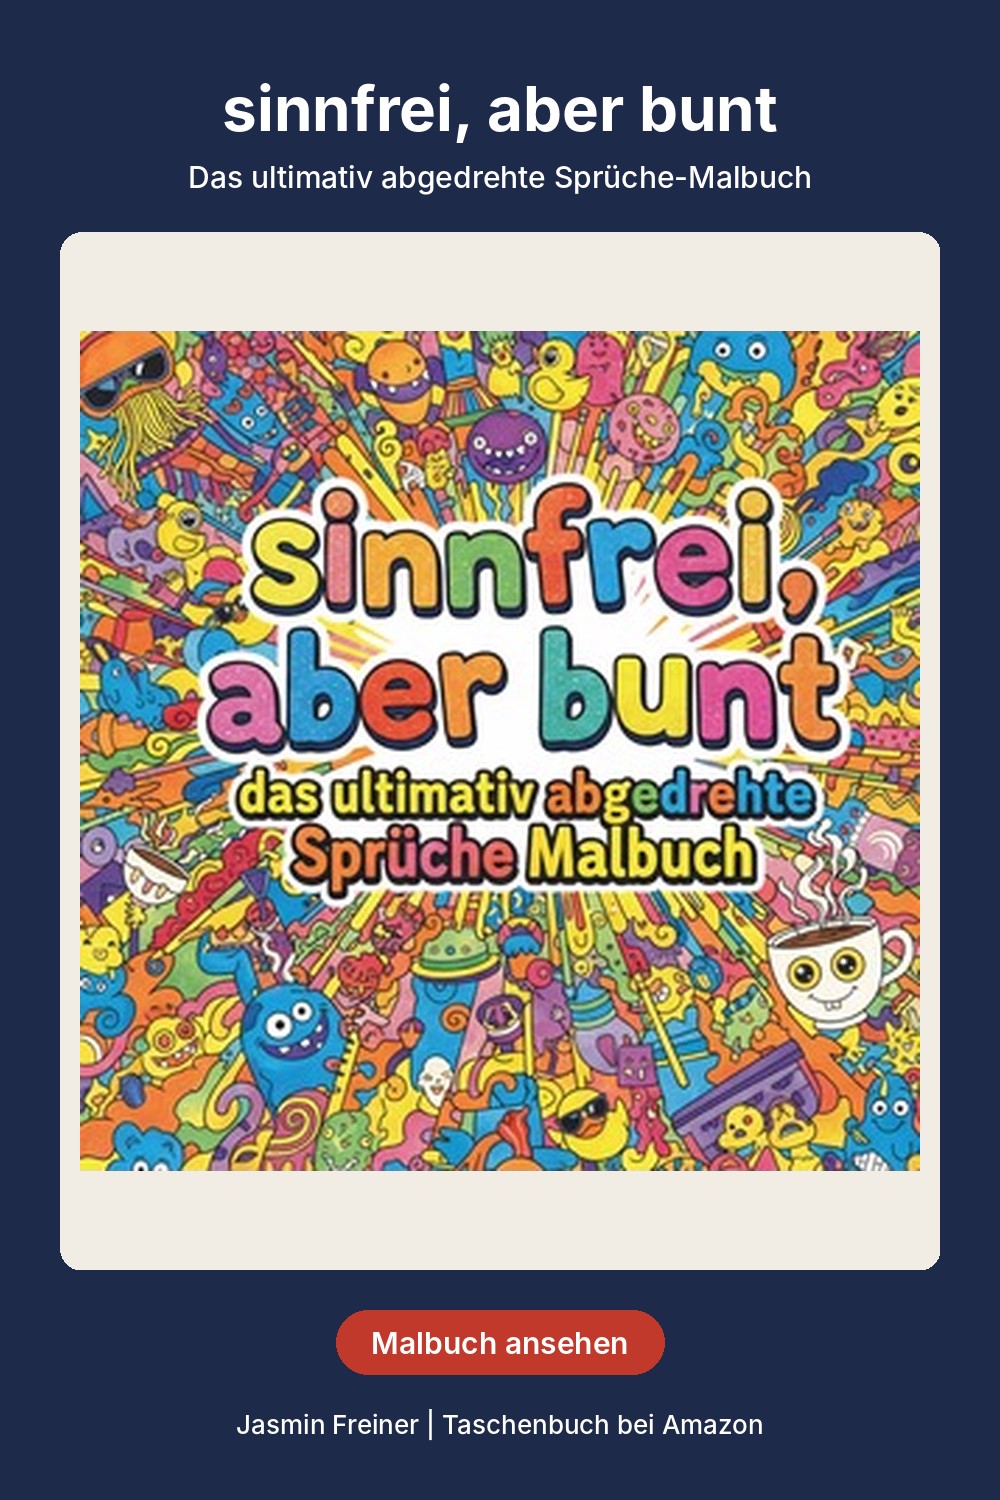 sinnfrei, aber bunt
Das ultimativ abgedrehte Sprüche-Malbuch
sinnfrei,
aber bunt
das ultimativ abgedrehte
Sprüche Malbuch
Malbuch ansehen
Jasmin Freiner | Taschenbuch bei Amazon